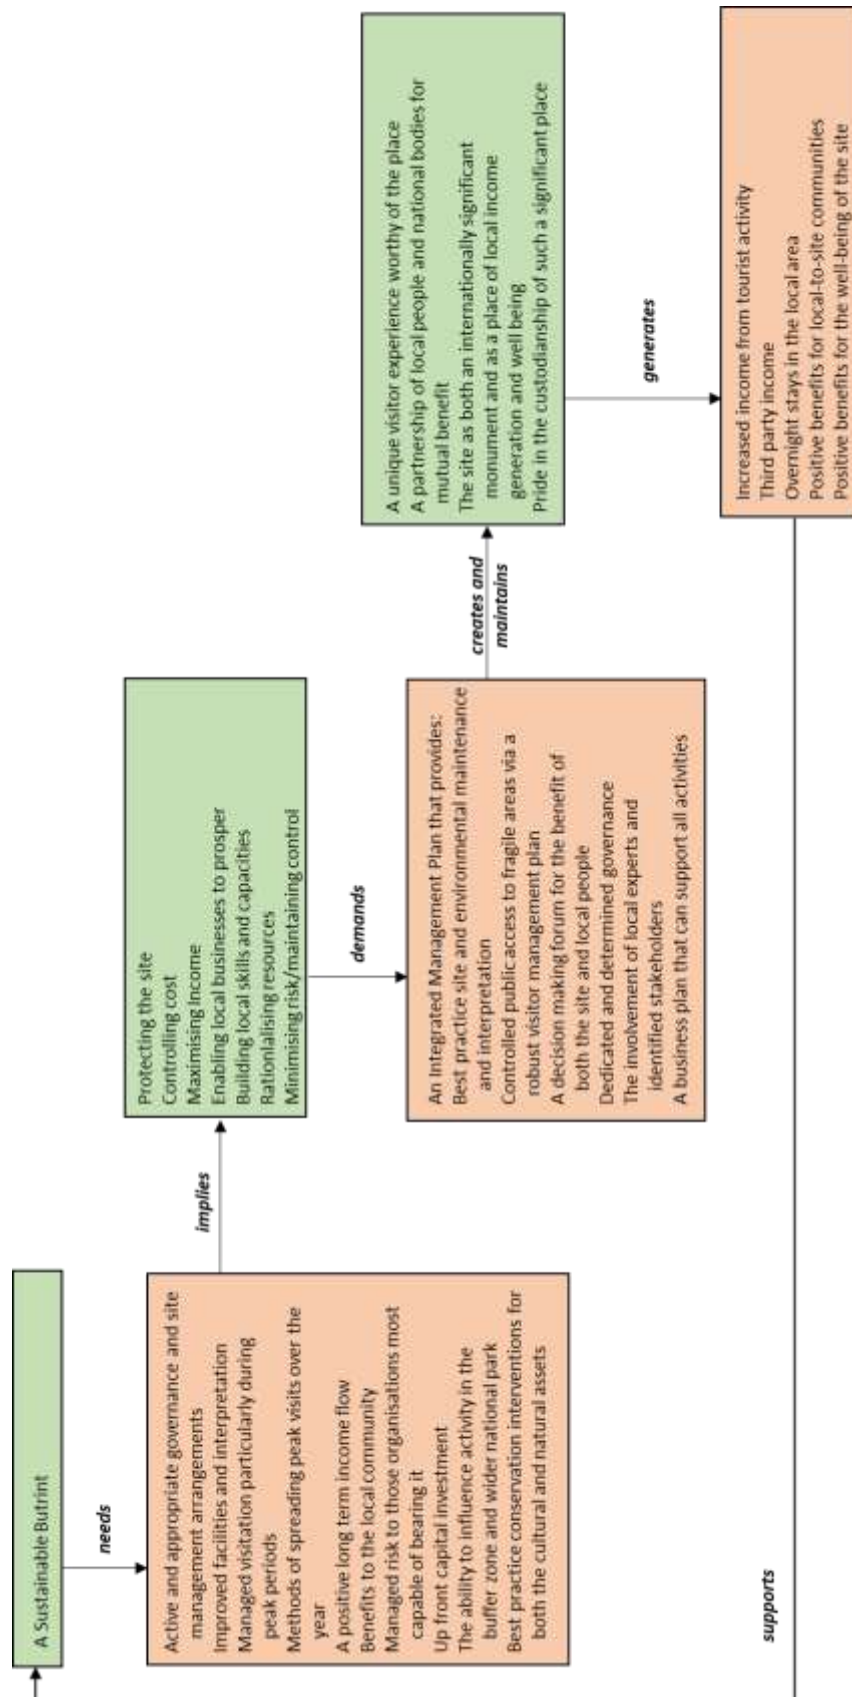 A Sustainable Butrint
needs
Active and appropriate governance and site
management arrangements
Improved facilities and interpretation
Managed visitation particularly during
peak periods
Methods of spreading peak visits over the
year
A positive long term income flow
Benefits to the local community
Managed risk to those organisations most
capable of bearing it
Up front capital investment
The ability to influence activity in the
buffer zone and wider national park
Best practice conservation interventions for
both the cultural and natural assets
implies
Protecting the site
Controlling cost
Maximising Income
Enabling local businesses to prosper
Building local skills and capacities
Rationlalising resources
Minimising risk/maintaining control
demands
An Integrated Management Plan that provides:
Best practice site and environmental maintenance
and interpretation
Controlled public access to fragile areas via a
robust visitor management plan
A decision making forum for the benefit of
both the site and local people
Dedicated and determined governance
The involvement of local experts and
identified stakeholders
A business plan that can support all activities
creates and
maintains
A unique visitor experience worthy of the place
A partnership of local people and national bodies for
mutual benefit
The site as both an internationally significant
monument and as a place of local income
generation and well being
Pride in the custodianship of such a significant place
generates
Increased income from tourist activity
Third party income
Overnight stays in the local area
Positive benefits for local-to-site communities
Positive benefits for the well-being of the site
supports